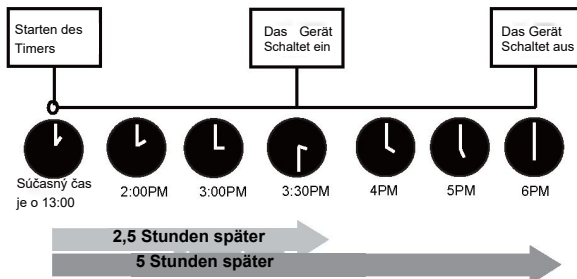 Starten des
Timers
Das Gerät
Schaltet ein
Das Gerät
Schaltet aus
Súčasný čas
je o 13:00
2:00PM
3:00PM
3:30PM
4PM
5PM
6PM
2,5 Stunden später
5 Stunden später